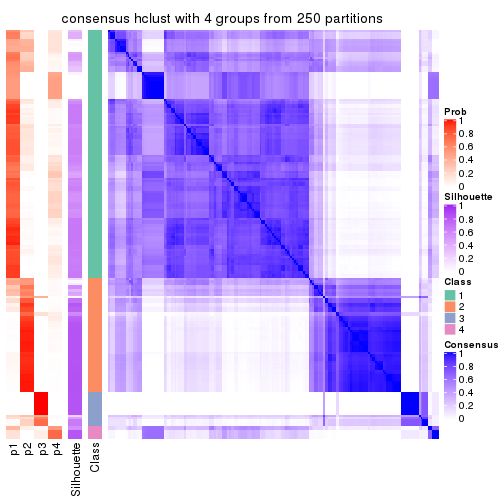 consensus hclust with 4 groups from 250 partitions
Prob
1
0.8
0.6
0.4
0.2
0
Silhouette
1
0.8
0.6
0.4
0.2
0
Class
1
2
3
4
Consensus
1
0.8
0.6
0.4
0.2
0
p1
p2
p3
p4
Silhouette
Class